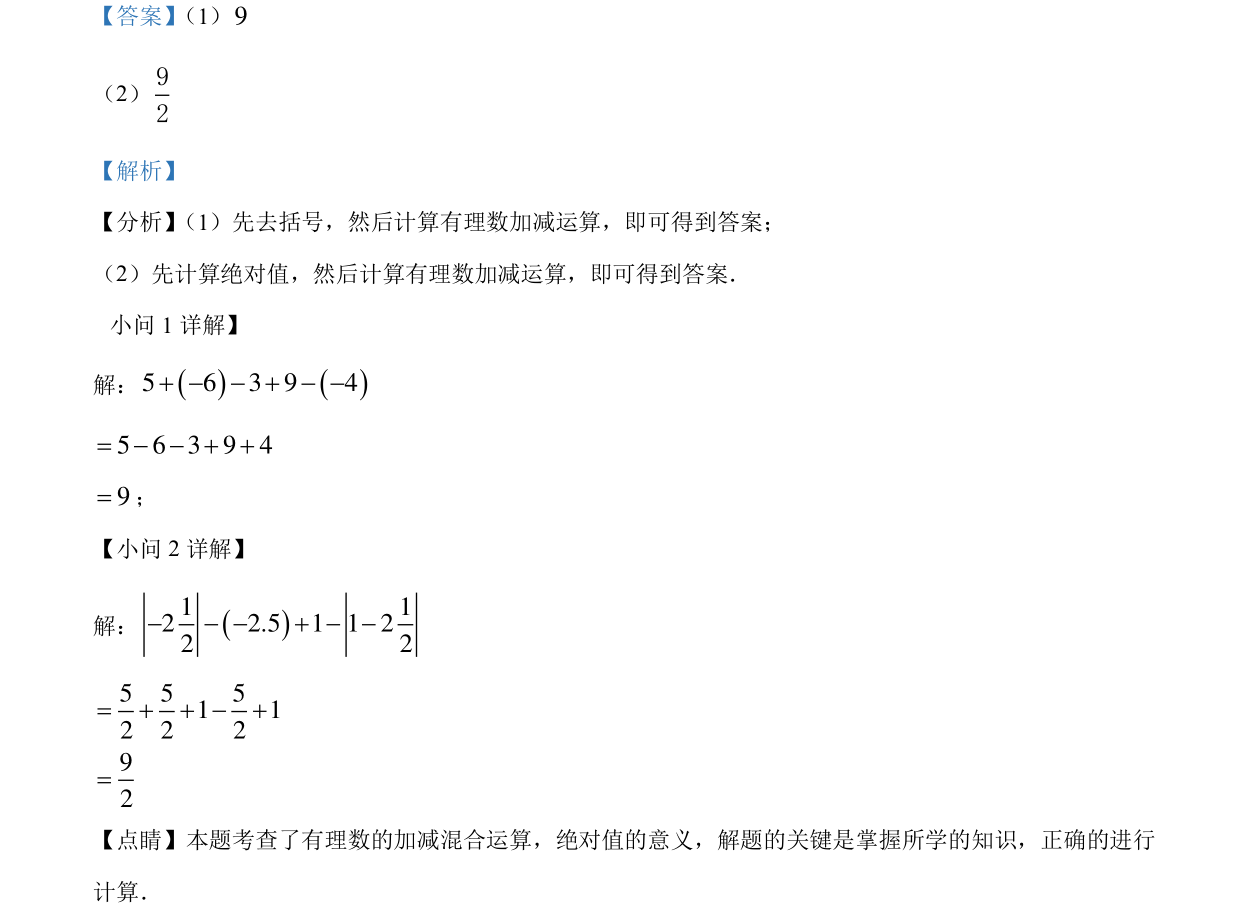 【答案】（1）9
（2）9/2
【解析】
【分析】（1）先去括号，然后计算有理数加减运算，即可得到答案；
（2）先计算绝对值，然后计算有理数加减运算，即可得到答案．
小问 1 详解】
解：5+(−6)−3+9−(−4)
=5−6−3+9+4
=9；
【小问 2 详解】
解：|−2 1/2|−(−2.5)+1−|1−2 1/2|
=5/2+5/2+1−5/2+1
=9/2
【点睛】本题考查了有理数的加减混合运算，绝对值的意义，解题的关键是掌握所学的知识，正确的进行
计算．